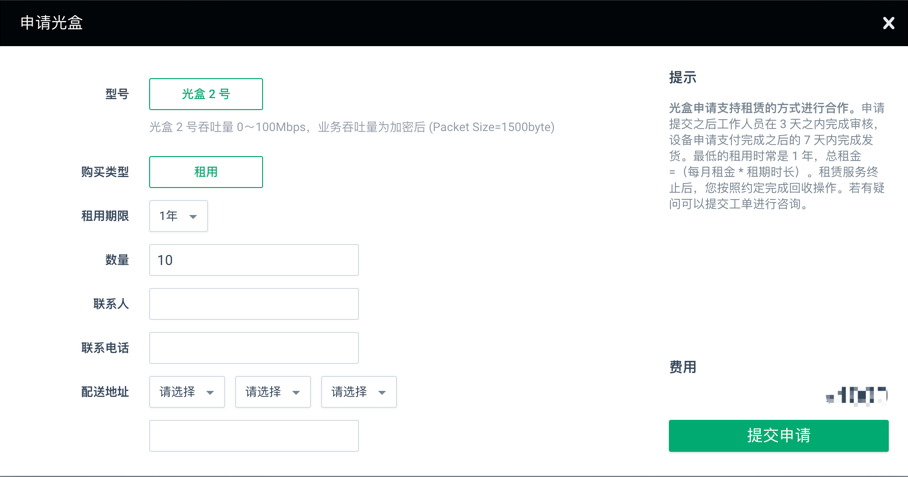 申请光盒
型号
光盒 2 号
光盒 2 号吞吐量 0～100Mbps，业务吞吐量为加密后 (Packet Size=1500byte)
购买类型
租用
租用期限
1年
数量
10
联系人
联系电话
配送地址
请选择 请选择 请选择
提示
光盒申请支持租赁的方式进行合作。申请
提交之后工作人员在 3 天之内完成审核，
设备申请支付完成之后的 7 天内完成发
货。最低的租用时常是 1 年，总租金
=（每月租金 * 租期时长）。租赁服务终
止后，您按照约定完成回收操作。若有疑
问可以提交工单进行咨询。
费用
提交申请